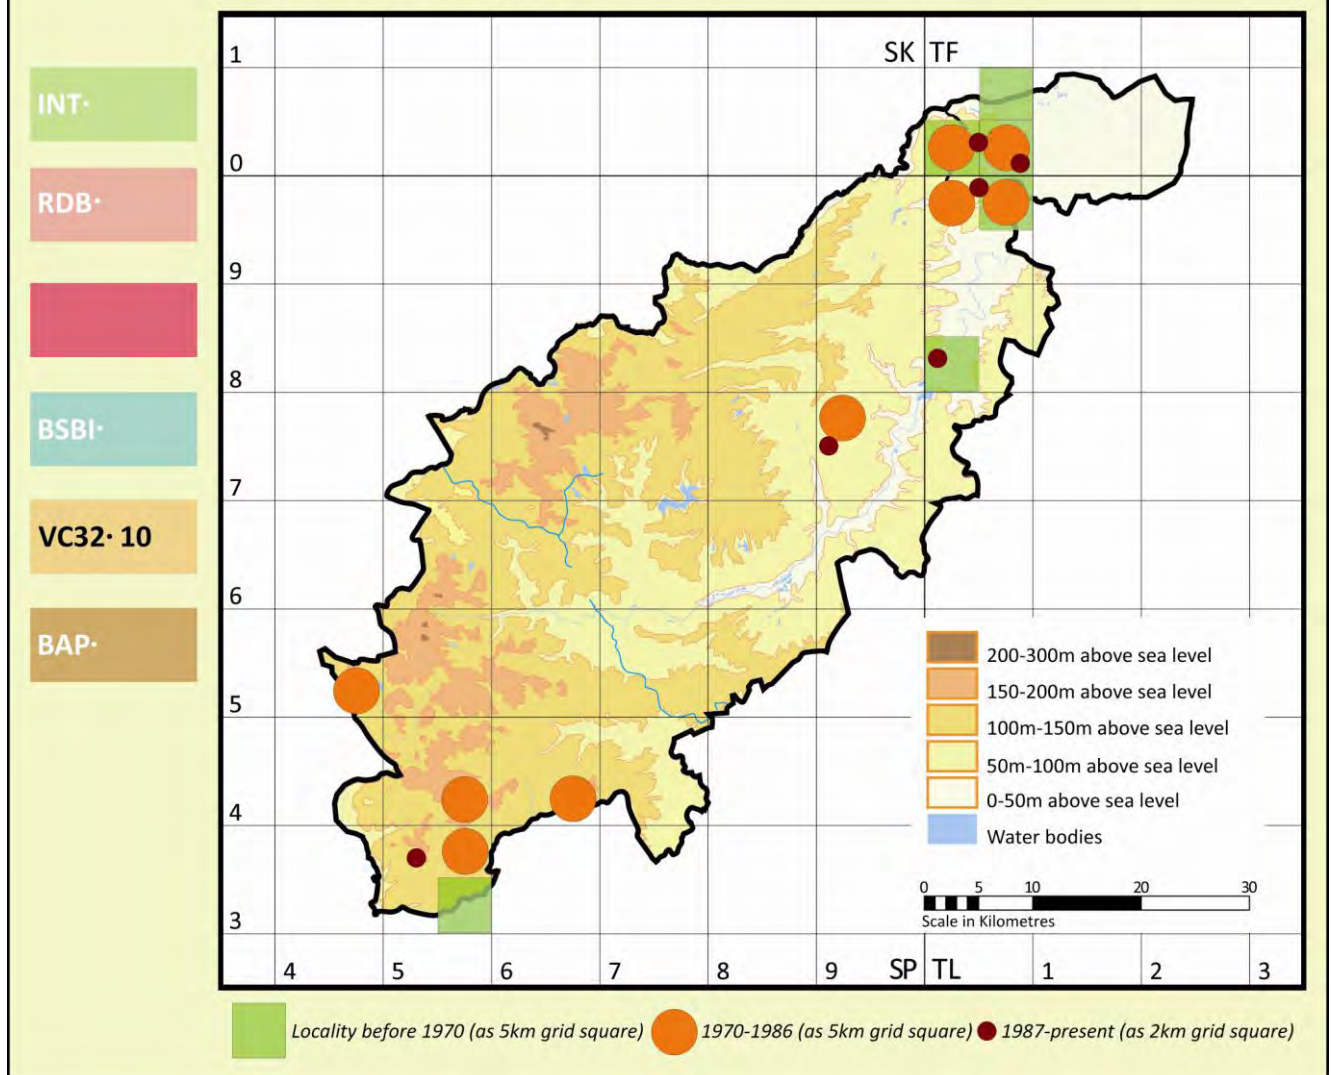 INT·
RDB·
BSBI·
VC32· 10
BAP·
SK TF
1
0
9
8
7
6
5
4
3
200-300m above sea level
150-200m above sea level
100m-150m above sea level
50m-100m above sea level
0-50m above sea level
Water bodies
0 5 10 20 30
Scale in Kilometres
4 5 6 7 8 9 SP TL 1 2 3
Locality before 1970 (as 5km grid square) 1970-1986 (as 5km grid square) 1987-present (as 2km grid square)